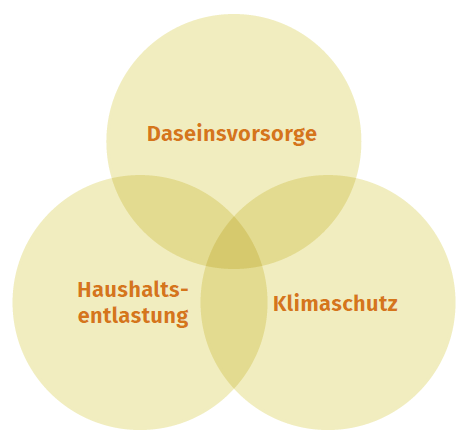 Daseinsvorsorge
Haushalts-
entlastung
Klimaschutz